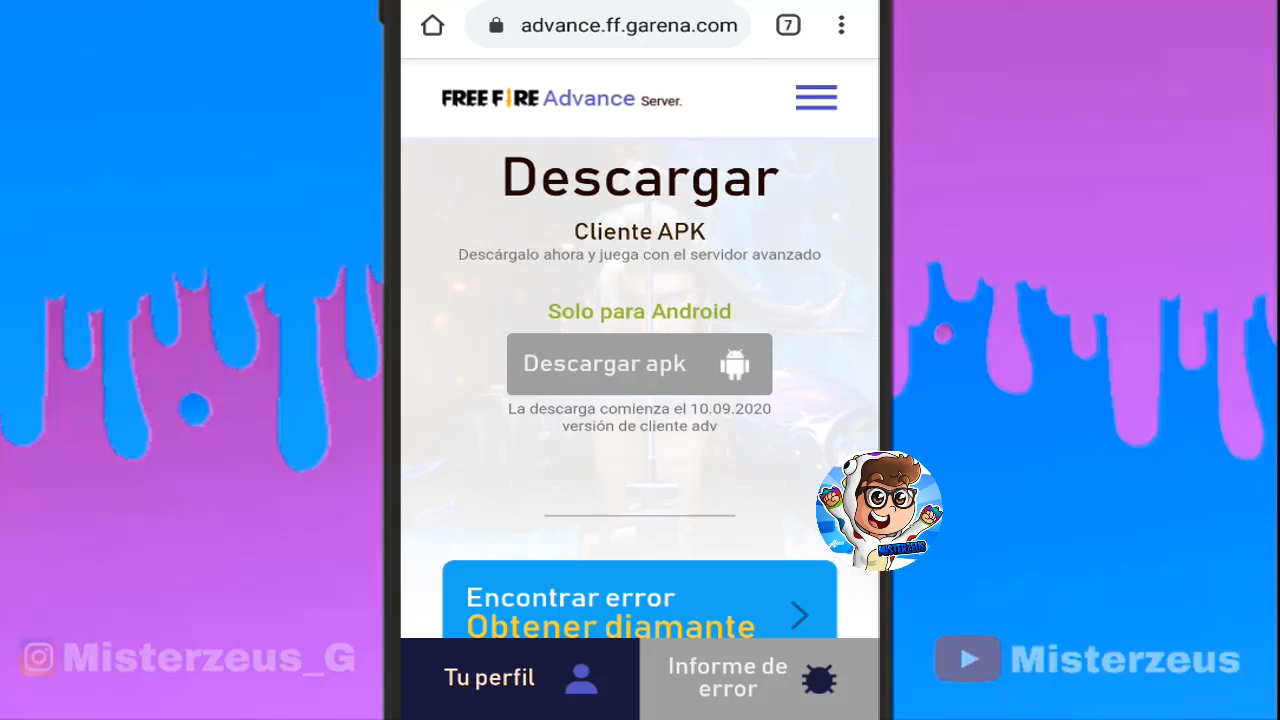 advance.ff.garena.com
7
FREE FIRE Advance Server.
Descargar
Cliente APK
Descárgalo ahora y juega con el servidor avanzado
Solo para Android
Descargar apk
La descarga comienza el 10.09.2020
versión de cliente adv
MISTERZEUS
Encontrar error
Obtener diamante
Tu perfil
Informe de
error
Misterzeus_G
Misterzeus